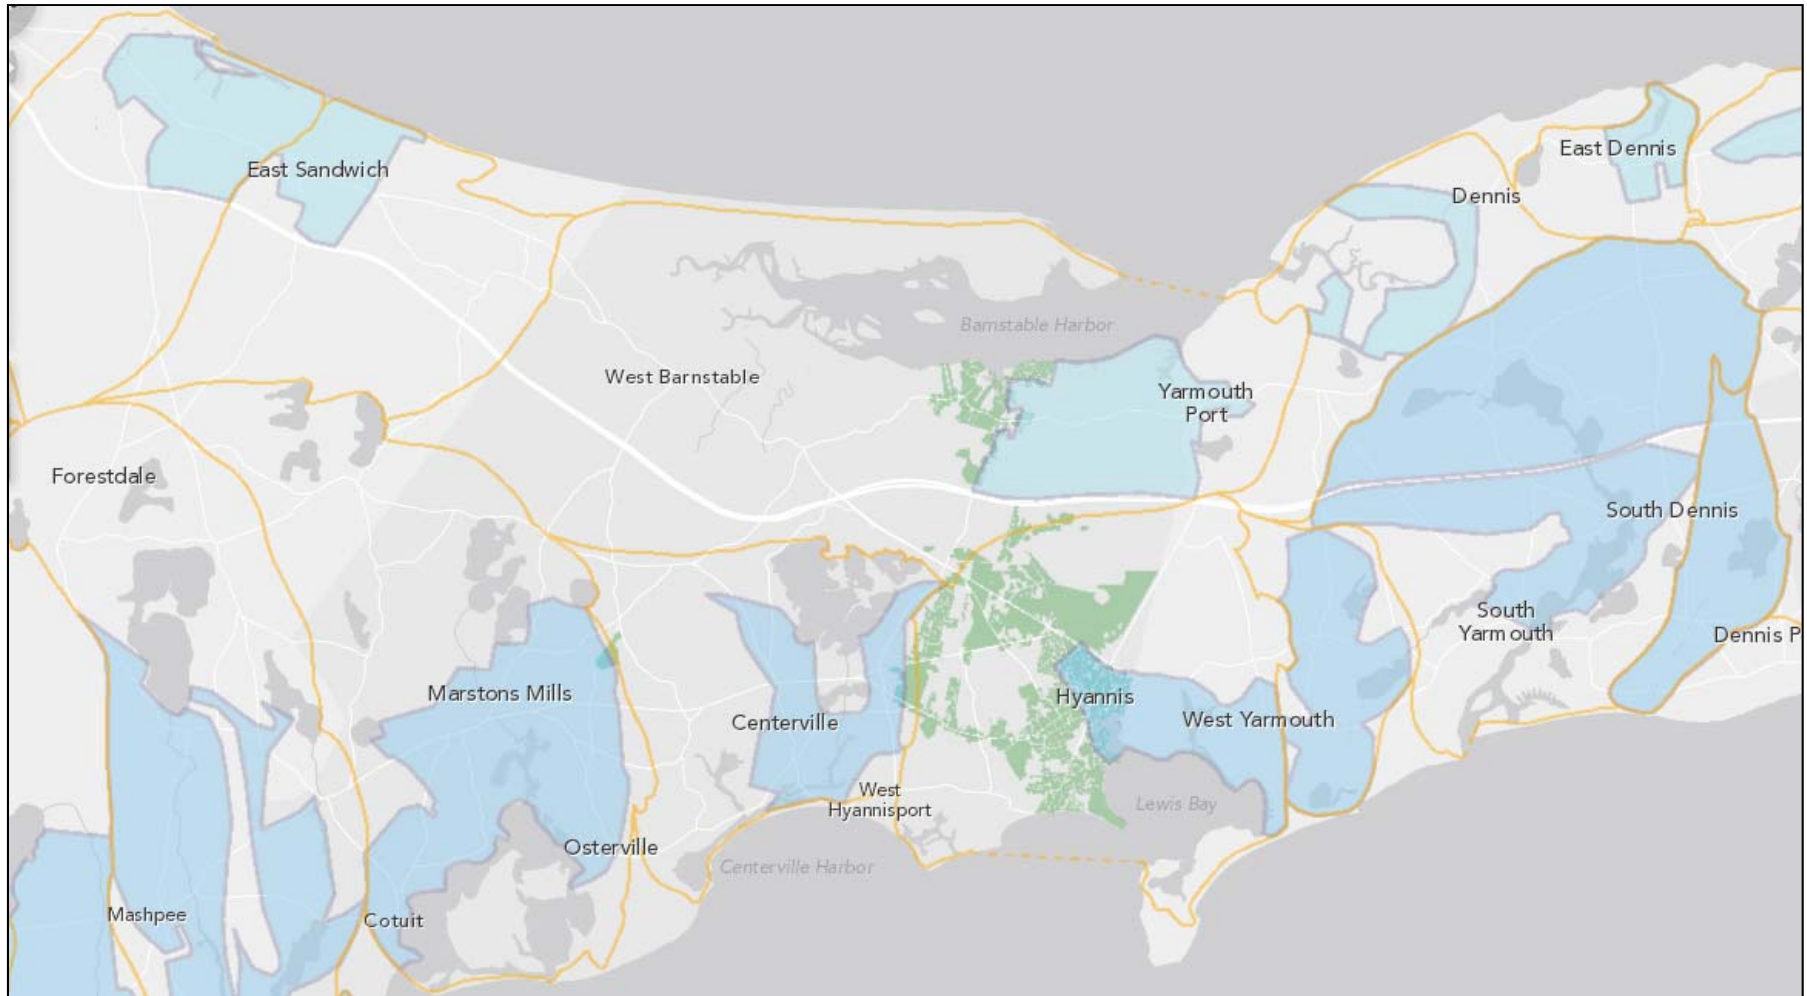 East Dennis
East Sandwich
Dennis
Barnstable Harbor
West Barnstable
Yarmouth
Port
Forestdale
South Dennis
South
Yarmouth
Dennis P
Marstons Mills
Hyannis
Centerville
West Yarmouth
West
Hyannisport
Lewis Bay
Osterville
Centerville Harbor
Mashpee
Cotuit